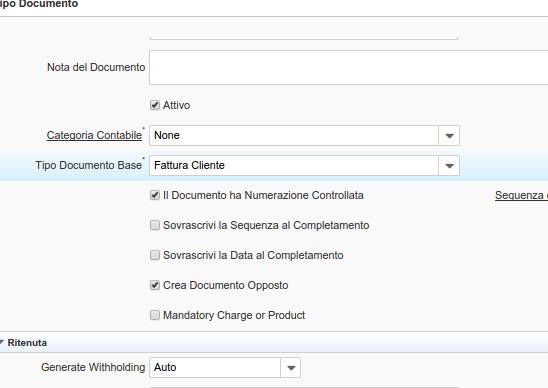 Tipo Documento
Nota del Documento
Attivo
Categoria Contabile* None
Tipo Documento Base* Fattura Cliente
Il Documento ha Numerazione Controllata Sequenza
Sovrascrivi la Sequenza al Completamento
Sovrascrivi la Data al Completamento
Crea Documento Opposto
Mandatory Charge or Product
Ritenuta
Generate Withholding Auto